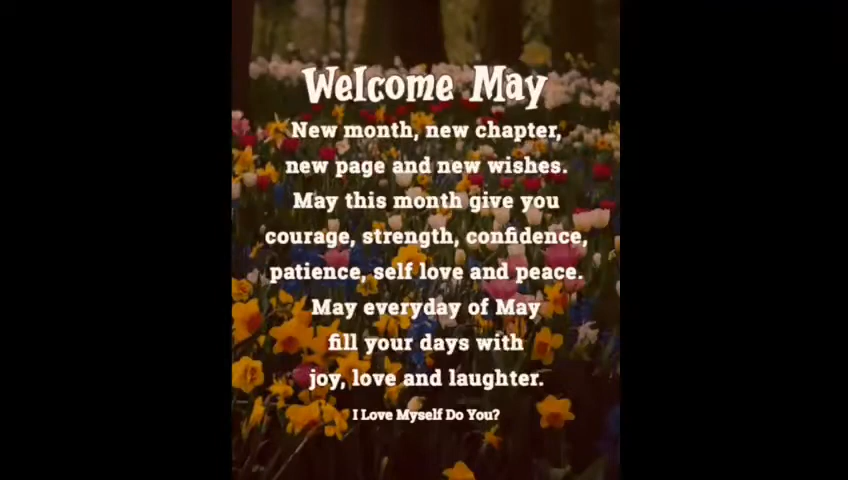 Welcome May
New month, new chapter,
new page and new wishes.
May this month give you
courage, strength, confidence,
patience, self love and peace.
May everyday of May
fill your days with
joy, love and laughter.
I Love Myself Do You?